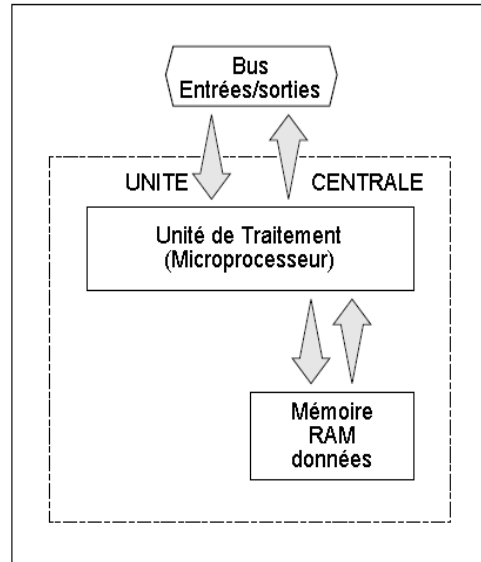 Bus
Entrées/sorties
UNITE CENTRALE
Unité de Traitement
(Microprocesseur)
Mémoire
RAM
données